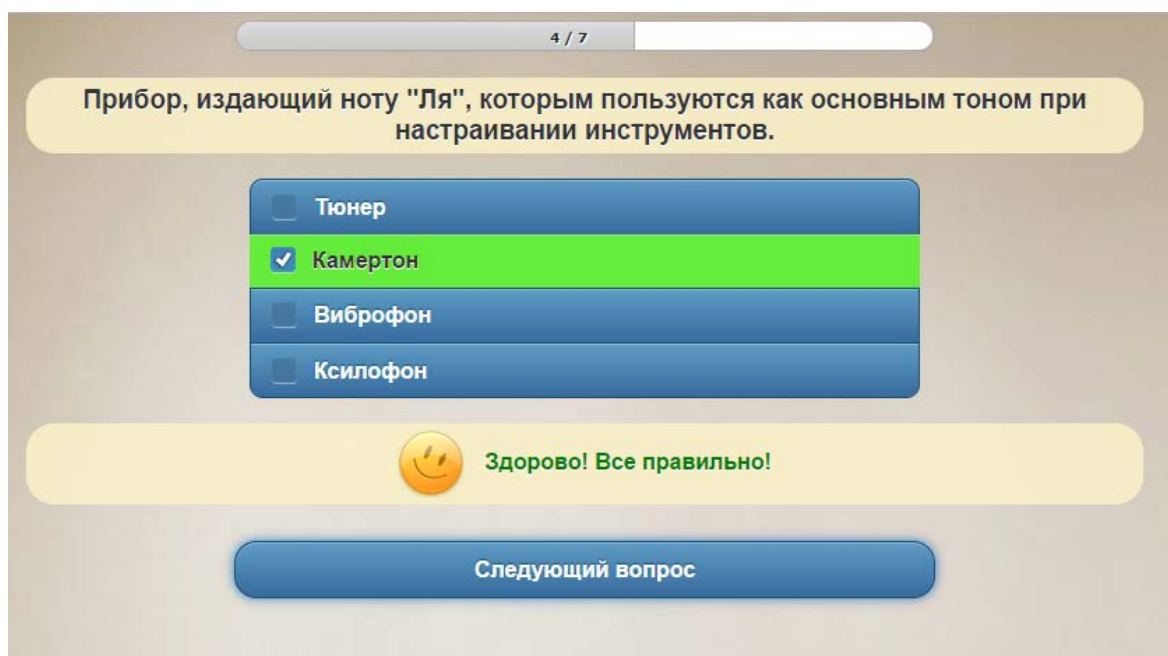 4 / 7
Прибор, издающий ноту "Ля", которым пользуются как основным тоном при
настраивании инструментов.
Тюнер
Камертон
Виброфон
Ксилофон
Здорово! Все правильно!
Следующий вопрос